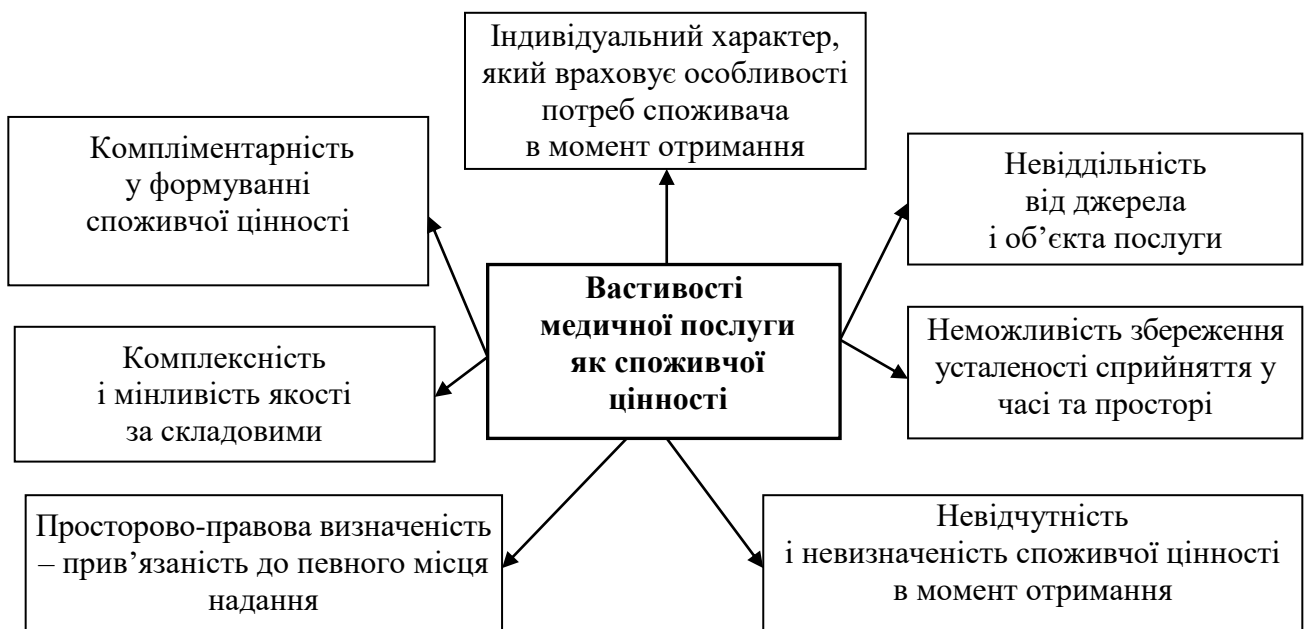 Індивідуальний характер,
який враховує особливості
потреб споживача
в момент отримання
Компліментарність
у формуванні
споживчої цінності
Невіддільність
від джерела
і об’єкта послуги
Вастивості
медичної послуги
як споживчої
цінності
Комплексність
і мінливість якості
за складовими
Неможливість збереження
усталеності сприйняття у
часі та просторі
Просторово-правова визначеність
– прив’язаність до певного місця
надання
Невідчутність
і невизначеність споживчої цінності
в момент отримання